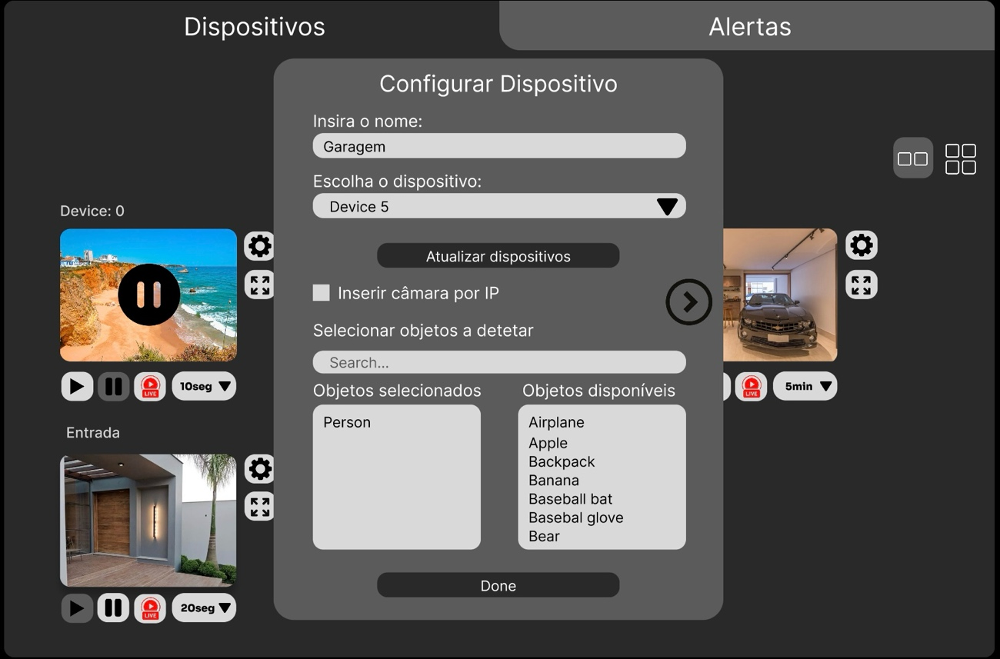 Dispositivos
Alertas
Configurar Dispositivo
Insira o nome:
Garagem
Escolha o dispositivo:
Device 5
Atualizar dispositivos
Inserir câmara por IP
Selecionar objetos a detetar
Search...
Objetos selecionados
Objetos disponíveis
Person
Airplane
Apple
Backpack
Banana
Baseball bat
Basebal glove
Bear
Done
Device: 0
LIVE
10seg
Entrada
LIVE
20seg
LIVE
5min